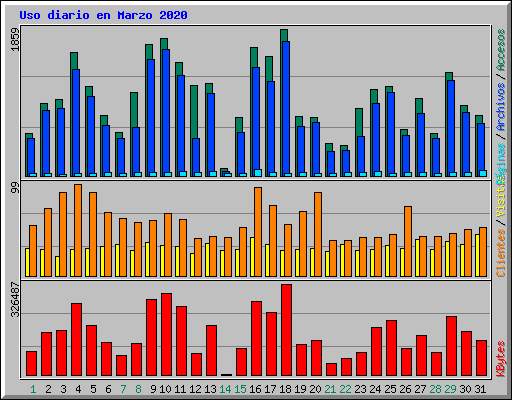 Uso diario en Marzo 2020
1859
99
326487
KBytes
Clientes / Visitas
Páginas / Archivos / Accesos
1 2 3 4 5 6 7 8 9 10 11 12 13 14 15 16 17 18 19 20 21 22 23 24 25 26 27 28 29 30 31